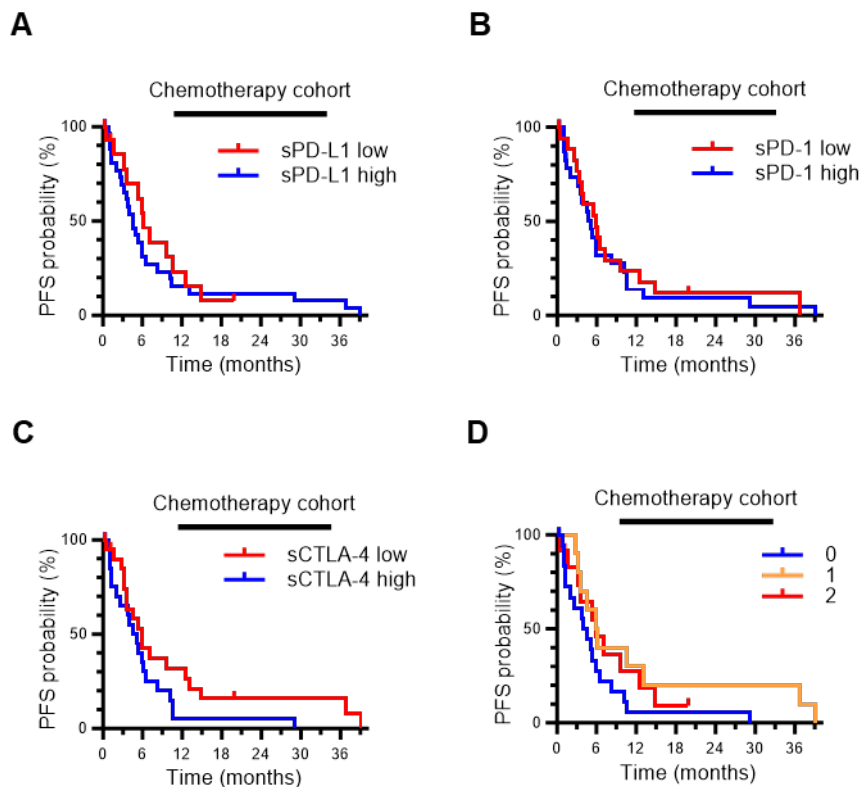 A
Chemotherapy cohort
sPD-L1 low
sPD-L1 high
PFS probability (%)
100
50
0
0 6 12 18 24 30 36
Time (months)
B
Chemotherapy cohort
sPD-1 low
sPD-1 high
PFS probability (%)
100
50
0
0 6 12 18 24 30 36
Time (months)
C
Chemotherapy cohort
sCTLA-4 low
sCTLA-4 high
PFS probability (%)
100
50
0
0 6 12 18 24 30 36
Time (months)
D
Chemotherapy cohort
0
1
2
PFS probability (%)
100
50
0
0 6 12 18 24 30 36
Time (months)